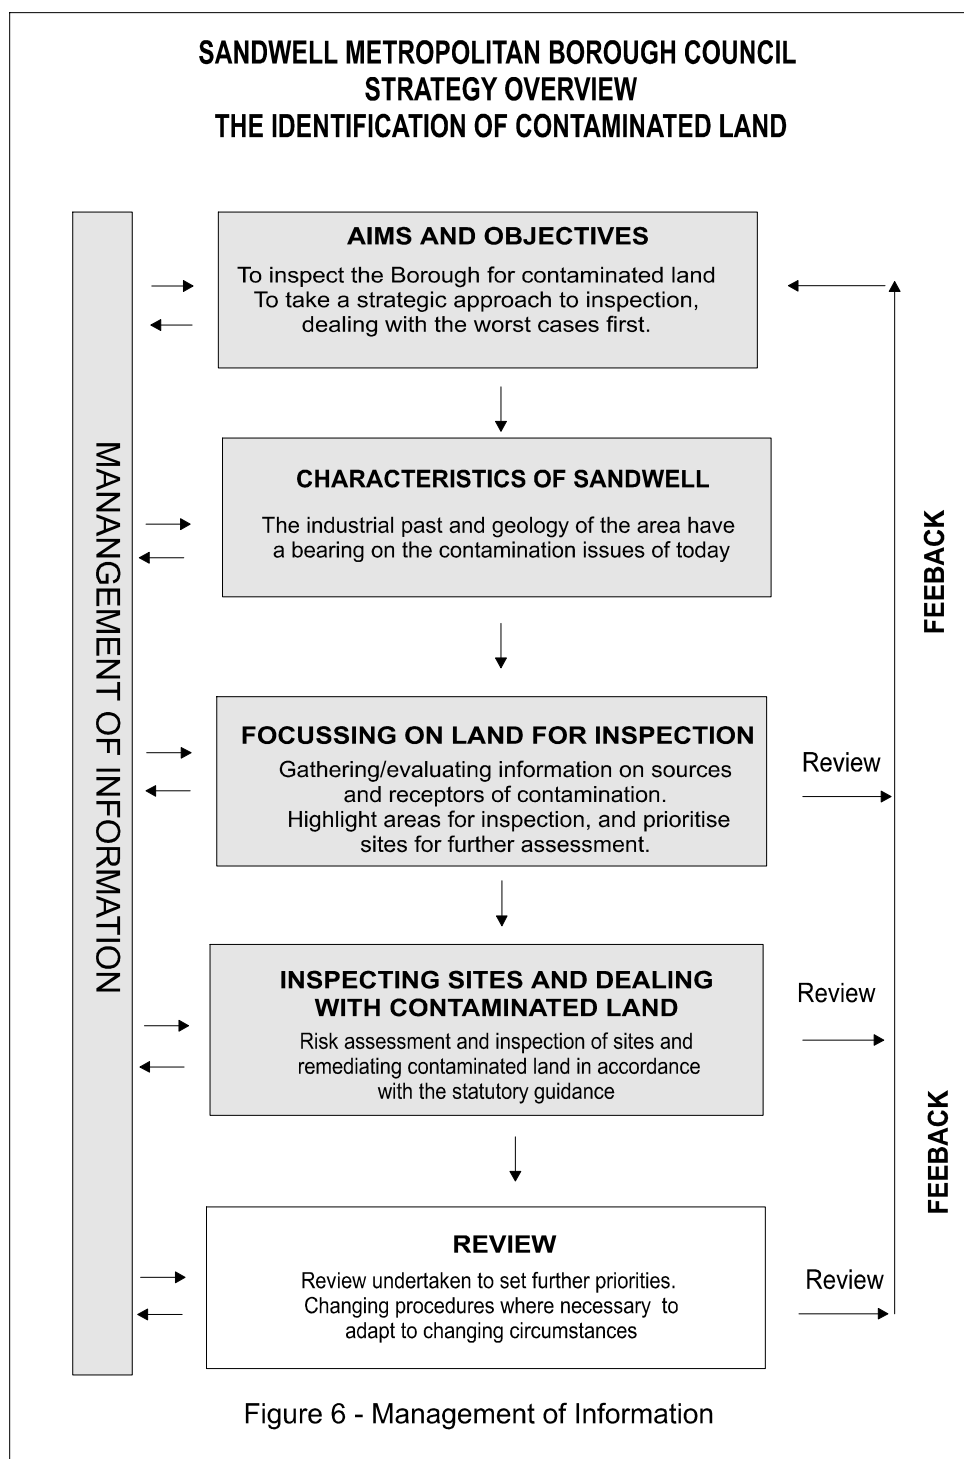 SANDWELL METROPOLITAN BOROUGH COUNCIL
STRATEGY OVERVIEW
THE IDENTIFICATION OF CONTAMINATED LAND
MANANGEMENT OF INFORMATION
AIMS AND OBJECTIVES
To inspect the Borough for contaminated land
To take a strategic approach to inspection,
dealing with the worst cases first.
CHARACTERISTICS OF SANDWELL
The industrial past and geology of the area have
a bearing on the contamination issues of today
FEEBACK
FOCUSSING ON LAND FOR INSPECTION
Gathering/evaluating information on sources
and receptors of contamination.
Highlight areas for inspection, and prioritise
sites for further assessment.
Review
INSPECTING SITES AND DEALING
WITH CONTAMINATED LAND
Risk assessment and inspection of sites and
remediating contaminated land in accordance
with the statutory guidance
Review
FEEBACK
REVIEW
Review undertaken to set further priorities.
Changing procedures where necessary to
adapt to changing circumstances
Review
Figure 6 - Management of Information